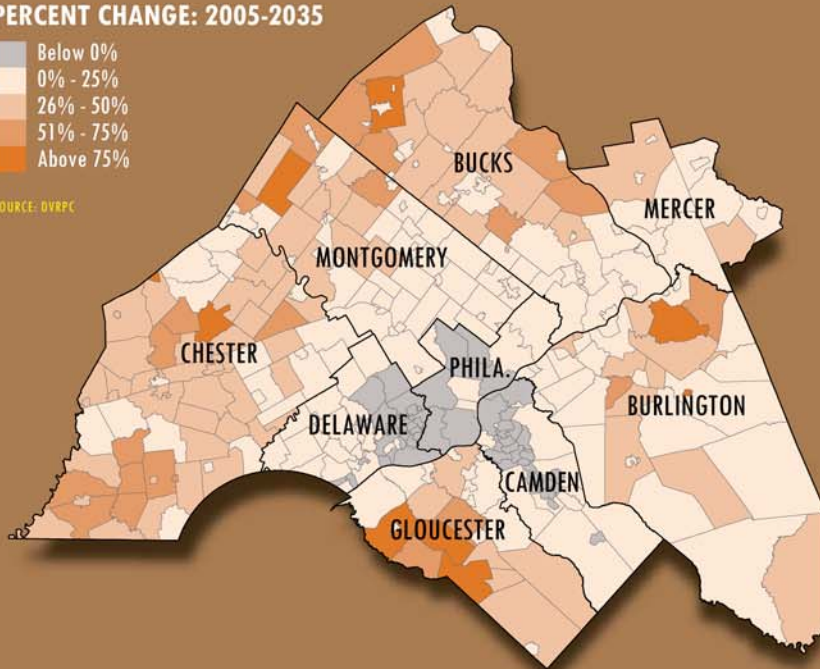 PERCENT CHANGE: 2005-2035
Below 0%
0% - 25%
26% - 50%
51% - 75%
Above 75%
OURCE: DVRPC
BUCKS
MERCER
MONTGOMERY
CHESTER
PHILA.
DELAWARE
BURLINGTON
CAMDEN
GLOUCESTER